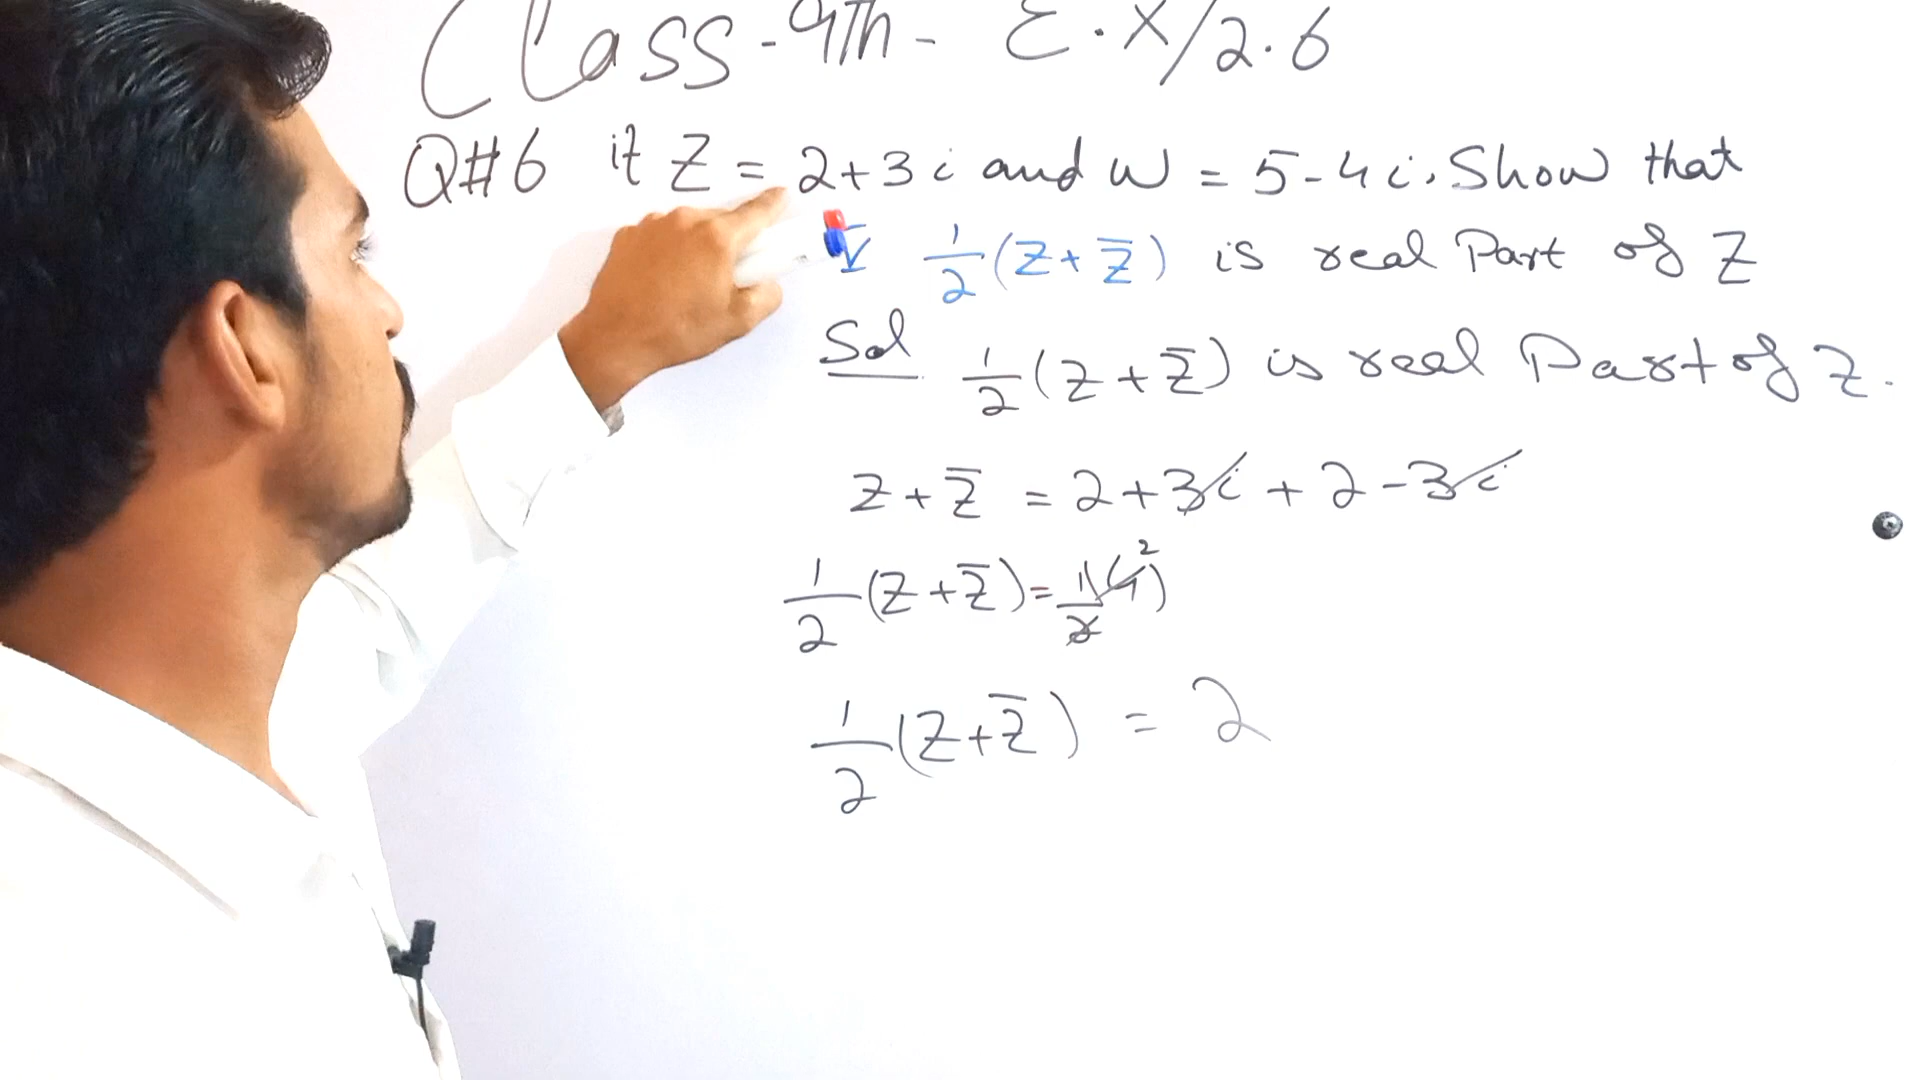 Class-9Th- E.X/2.6
Q#6 if Z = 2+3i and w = 5-4i. Show that
V 1/2(Z+Z̅) is real Part of Z
Sol 1/2(Z+Z̅) is real Part of Z.
Z+Z̅ = 2+3i+2-3i
1/2(Z+Z̅)=1/2(4) 2
1/2(Z+Z̅) = 2